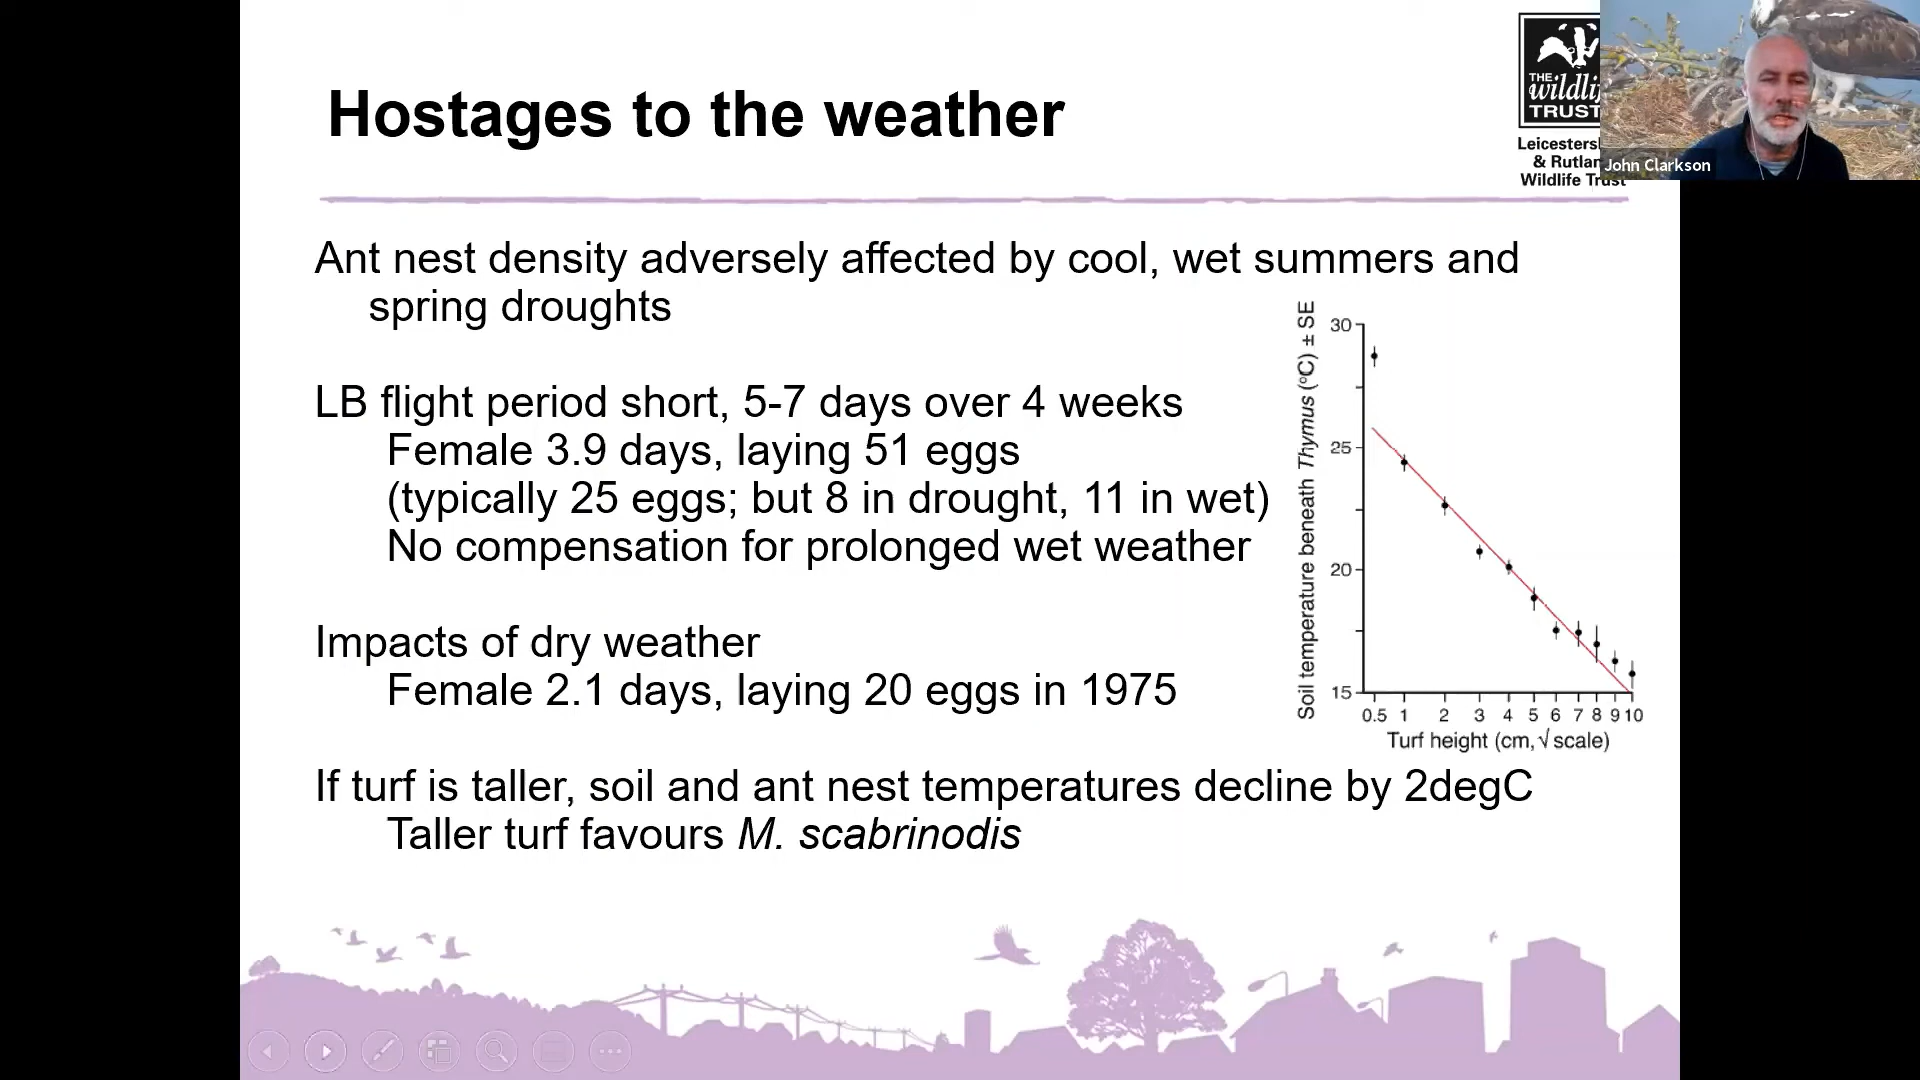 Hostages to the weather
THE
wildli
TRUST
Leicesters
& Rutlan
Wildlife Trust
John Clarkson
Ant nest density adversely affected by cool, wet summers and
spring droughts
LB flight period short, 5-7 days over 4 weeks
Female 3.9 days, laying 51 eggs
(typically 25 eggs; but 8 in drought, 11 in wet)
No compensation for prolonged wet weather
Impacts of dry weather
Female 2.1 days, laying 20 eggs in 1975
If turf is taller, soil and ant nest temperatures decline by 2degC
Taller turf favours M. scabrinodis
Soil temperature beneath Thymus (°C) ± SE
30
25
20
15
0.5 1 2 3 4 5 6 7 8 9 10
Turf height (cm, √ scale)